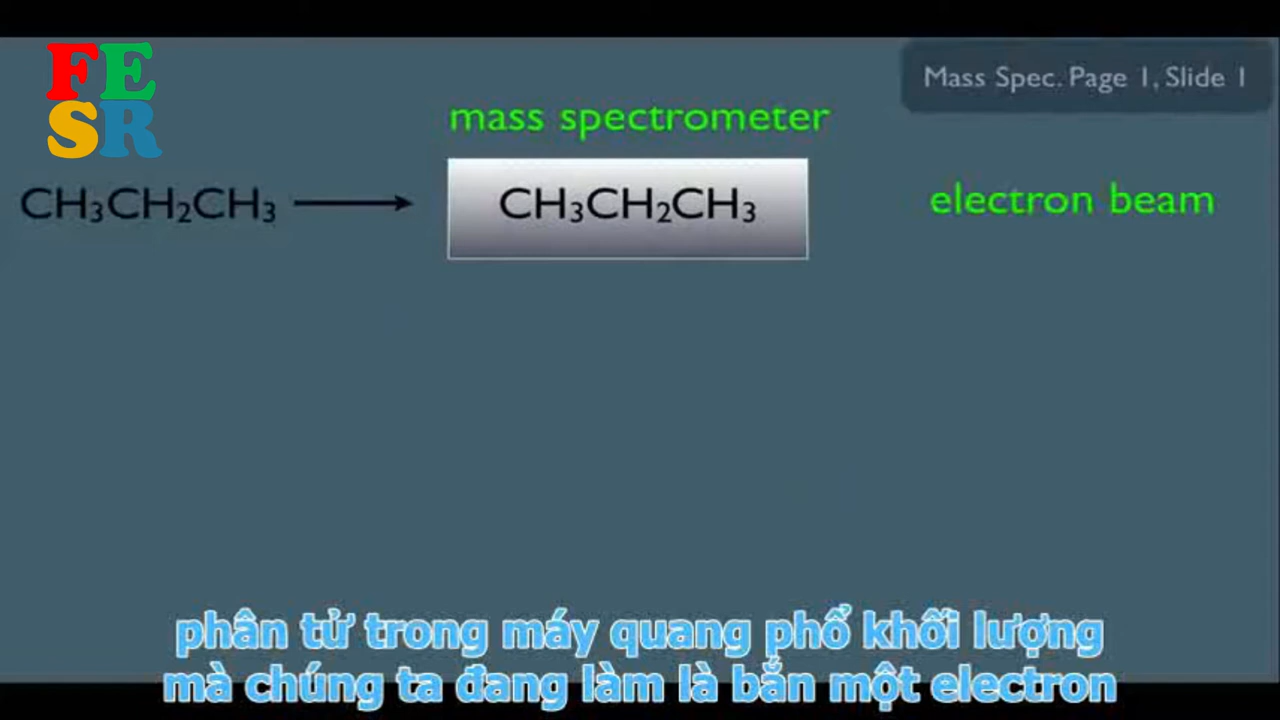 FE
SR
Mass Spec. Page 1, Slide 1
mass spectrometer
CH₃CH₂CH₃
CH₃CH₂CH₃
electron beam
phân tử trong máy quang phổ khối lượng
mà chúng ta đang làm là bắn một electron